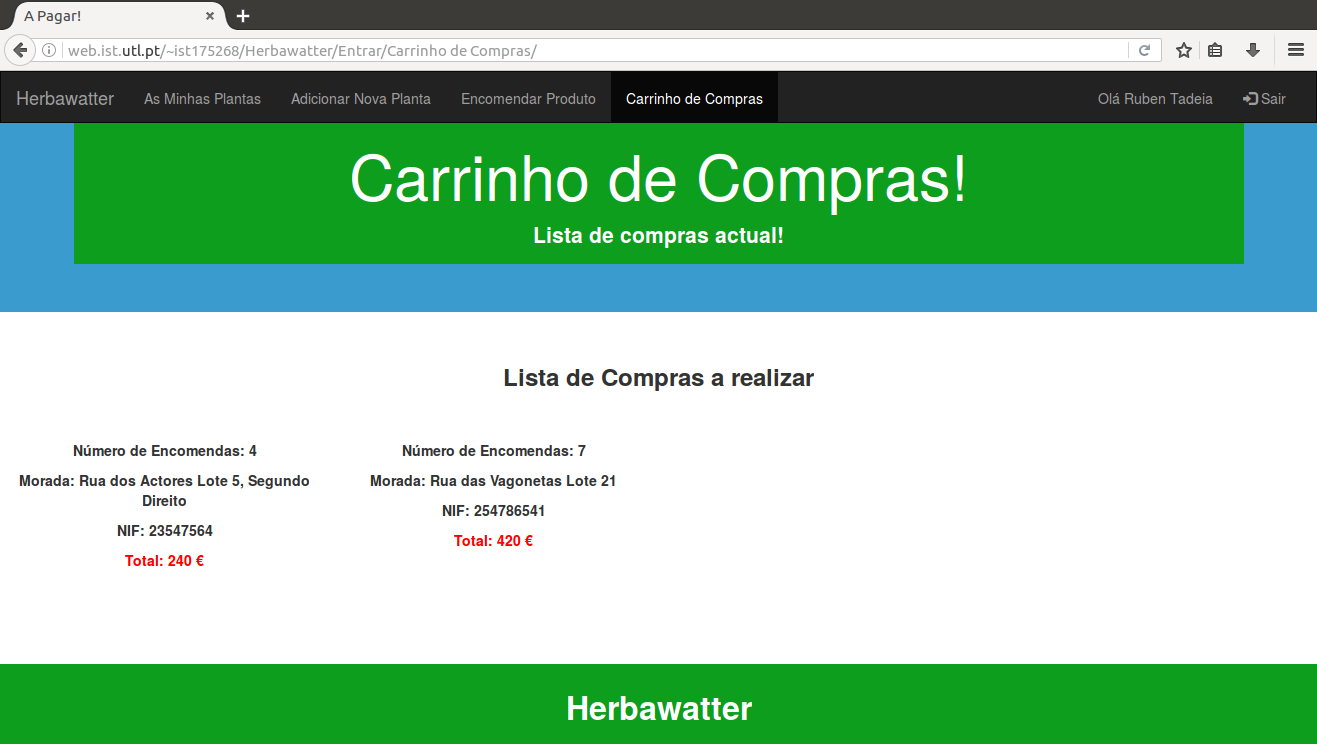 A Pagar!
web.ist.utl.pt/~ist175268/Herbawatter/Entrar/Carrinho de Compras/
Herbawatter As Minhas Plantas Adicionar Nova Planta Encomendar Produto Carrinho de Compras Olá Ruben Tadeia Sair
Carrinho de Compras!
Lista de compras actual!
Lista de Compras a realizar
Número de Encomendas: 4
Morada: Rua dos Actores Lote 5, Segundo
Direito
NIF: 23547564
Total: 240 €
Número de Encomendas: 7
Morada: Rua das Vagonetas Lote 21
NIF: 254786541
Total: 420 €
Herbawatter